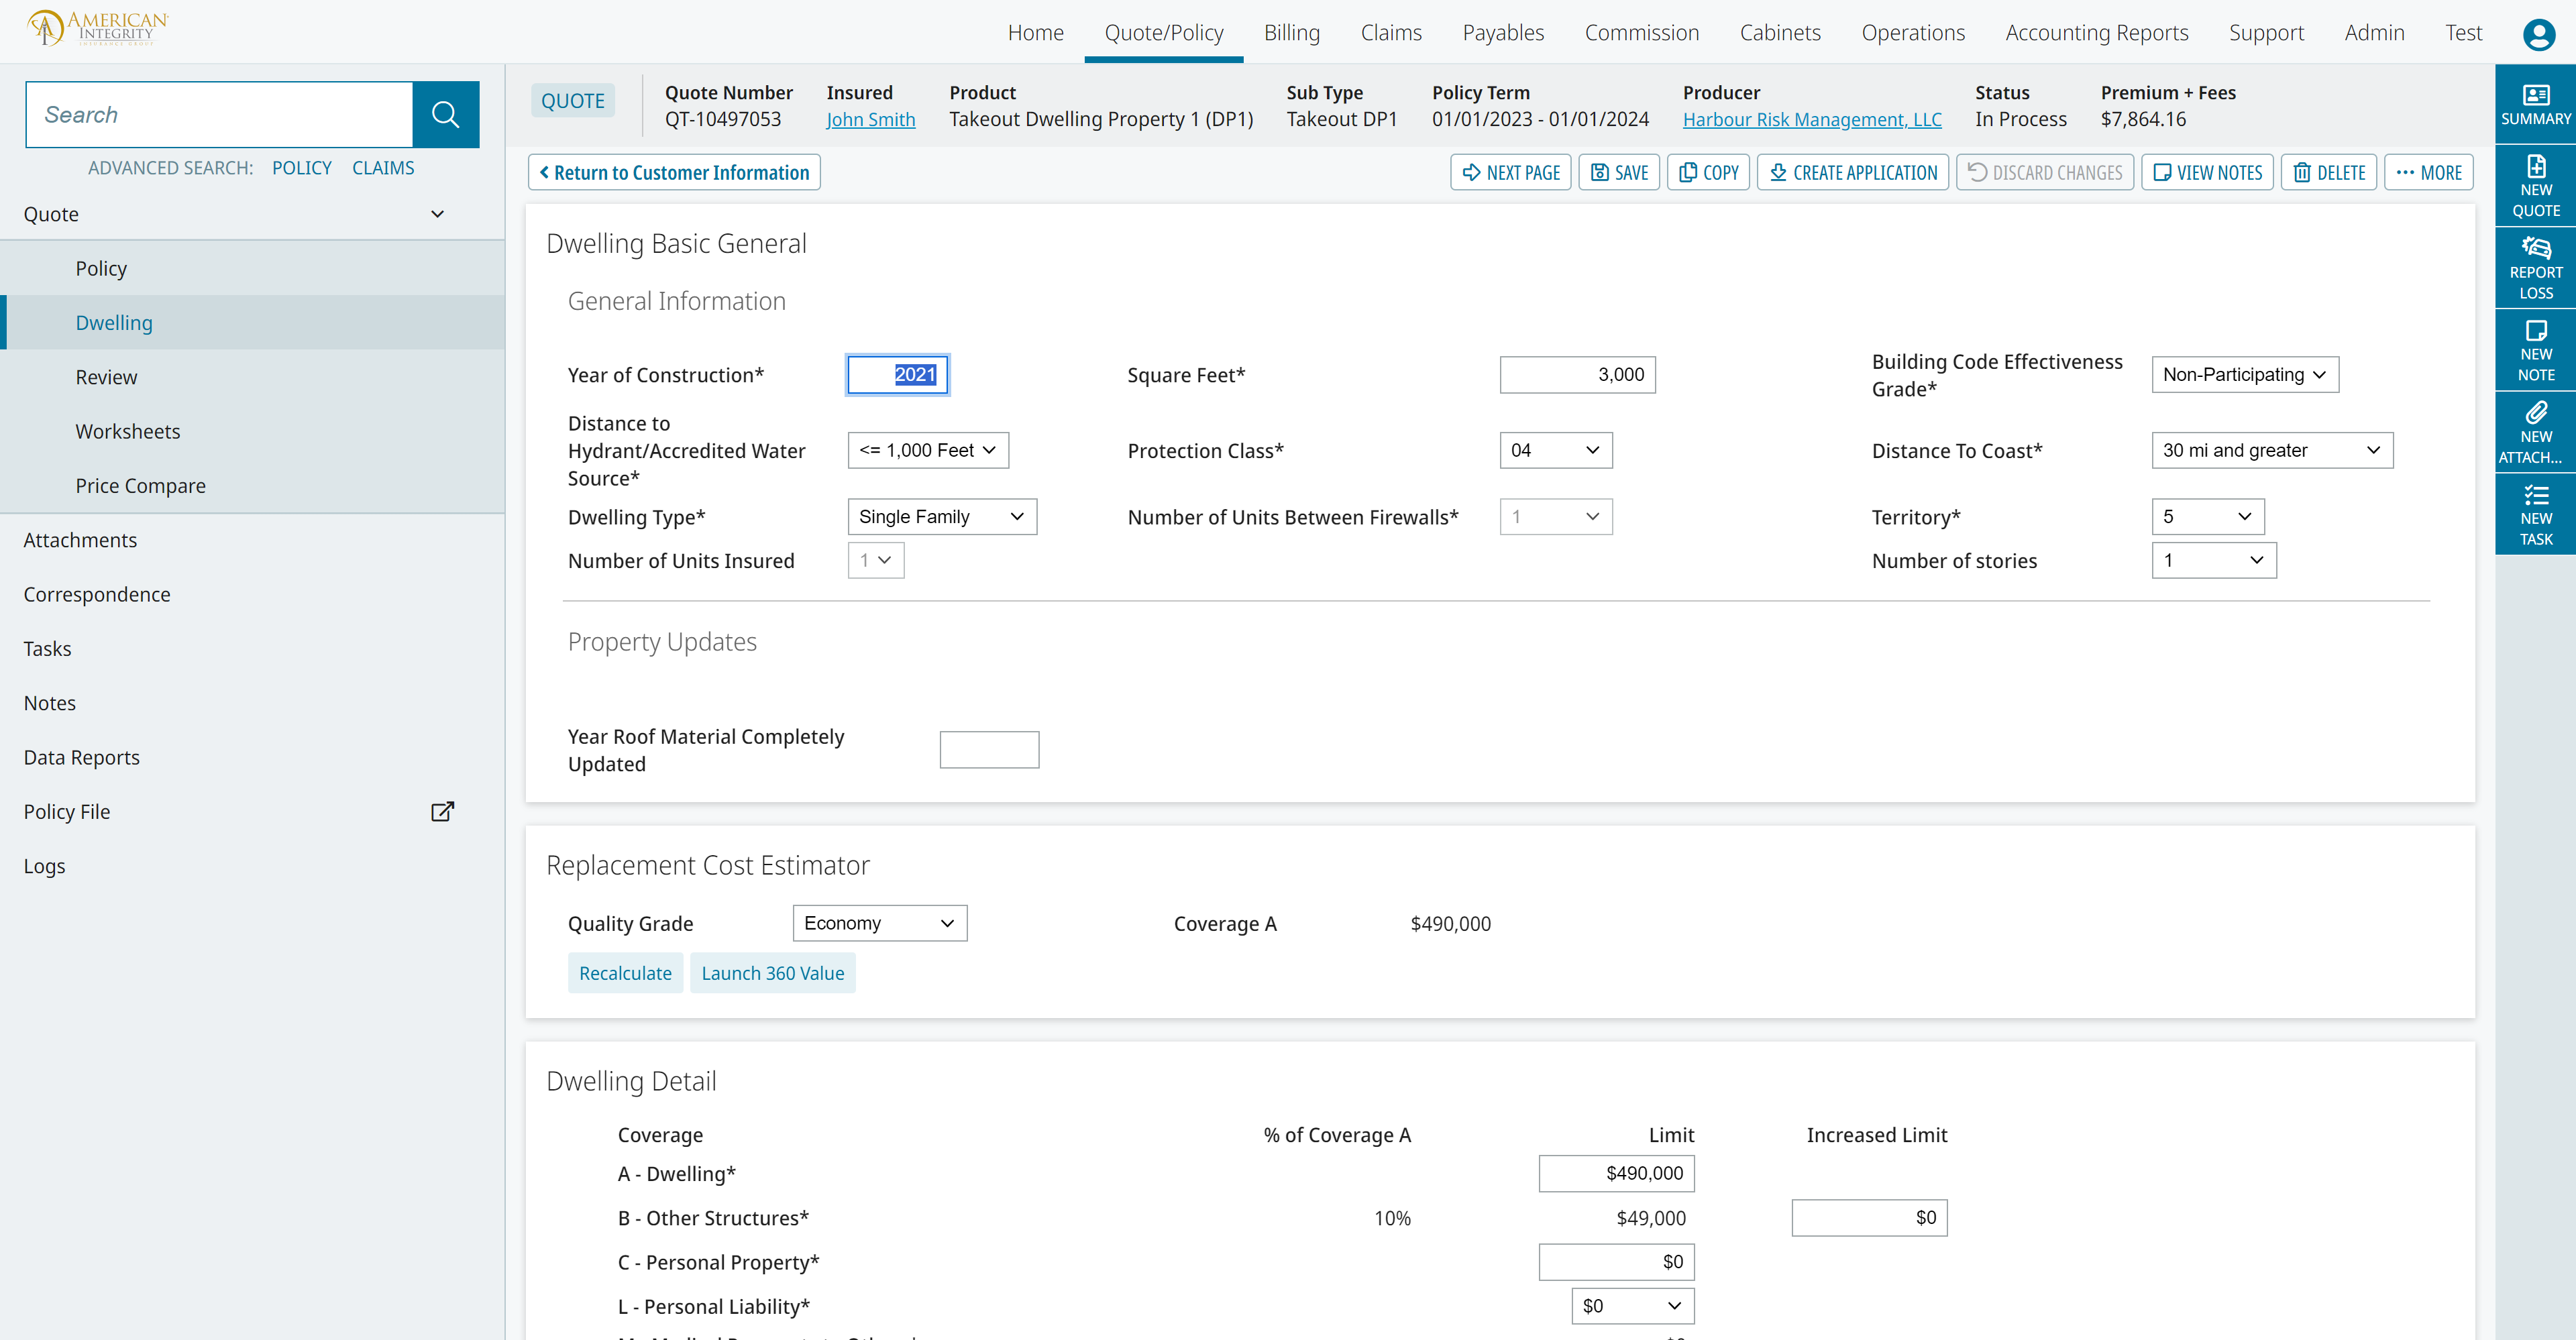 AMERICAN
INTEGRITY
INSURANCE GROUP
Home Quote/Policy Billing Claims Payables Commission Cabinets Operations Accounting Reports Support Admin Test
Search
ADVANCED SEARCH: POLICY CLAIMS
Quote
Policy
Dwelling
Review
Worksheets
Price Compare
Attachments
Correspondence
Tasks
Notes
Data Reports
Policy File
Logs
QUOTE
Quote Number Insured Product Sub Type Policy Term Producer Status Premium + Fees
QT-10497053 John Smith Takeout Dwelling Property 1 (DP1) Takeout DP1 01/01/2023 - 01/01/2024 Harbour Risk Management, LLC In Process $7,864.16
Return to Customer Information NEXT PAGE SAVE COPY CREATE APPLICATION DISCARD CHANGES VIEW NOTES DELETE MORE
Dwelling Basic General
General Information
Year of Construction* 2021 Square Feet* 3,000 Building Code Effectiveness
Grade* Non-Participating
Distance to
Hydrant/Accredited Water
Source* <= 1,000 Feet Protection Class* 04 Distance To Coast* 30 mi and greater
Dwelling Type* Single Family Number of Units Between Firewalls* 1 Territory* 5
Number of Units Insured 1 Number of stories 1
Property Updates
Year Roof Material Completely
Updated
Replacement Cost Estimator
Quality Grade Economy Coverage A $490,000
Recalculate Launch 360 Value
Dwelling Detail
Coverage % of Coverage A Limit Increased Limit
A - Dwelling* $490,000
B - Other Structures* 10% $49,000 $0
C - Personal Property* $0
L - Personal Liability* $0
SUMMARY
NEW
QUOTE
REPORT
LOSS
NEW
NOTE
NEW
ATTACH...
NEW
TASK